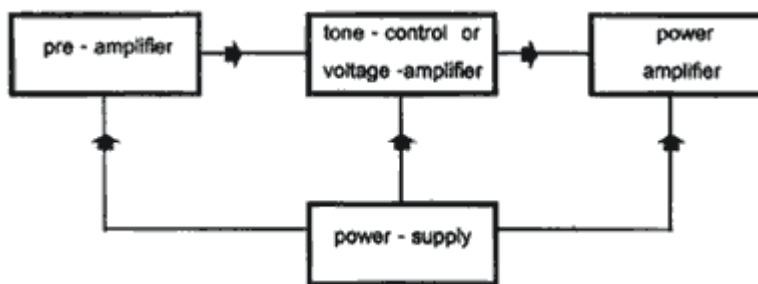 pre - amplifier
tone - control or
voltage -amplifier
power
amplifier
power - supply